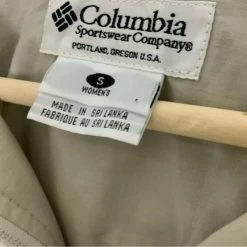 Columbia
Sportswear Company®
PORTLAND, OREGON U.S.A.
S
WOMEN'S
MADE IN SRI LANKA
FABRIQUE AU SRI LANKA